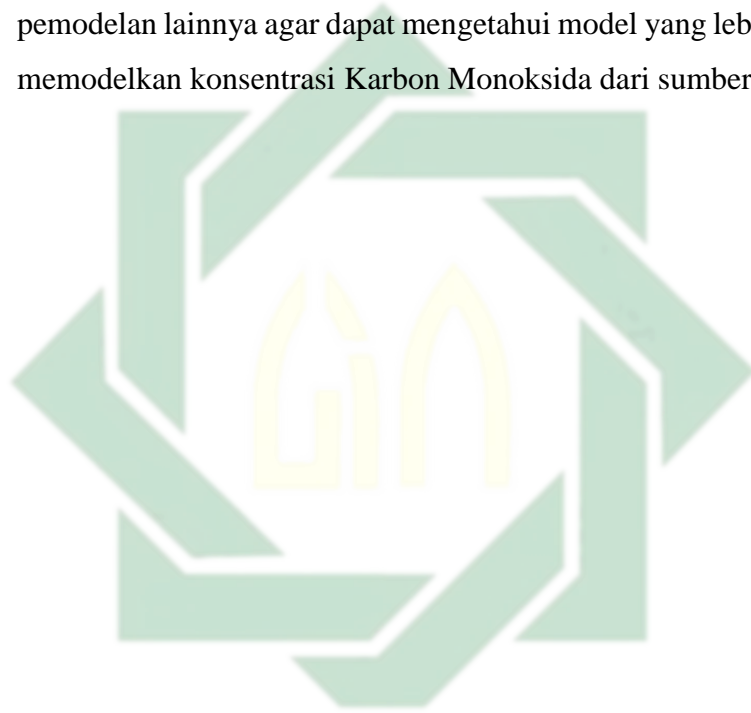 pemodelan lainnya agar dapat mengetahui model yang leb
memodelkan konsentrasi Karbon Monoksida dari sumber